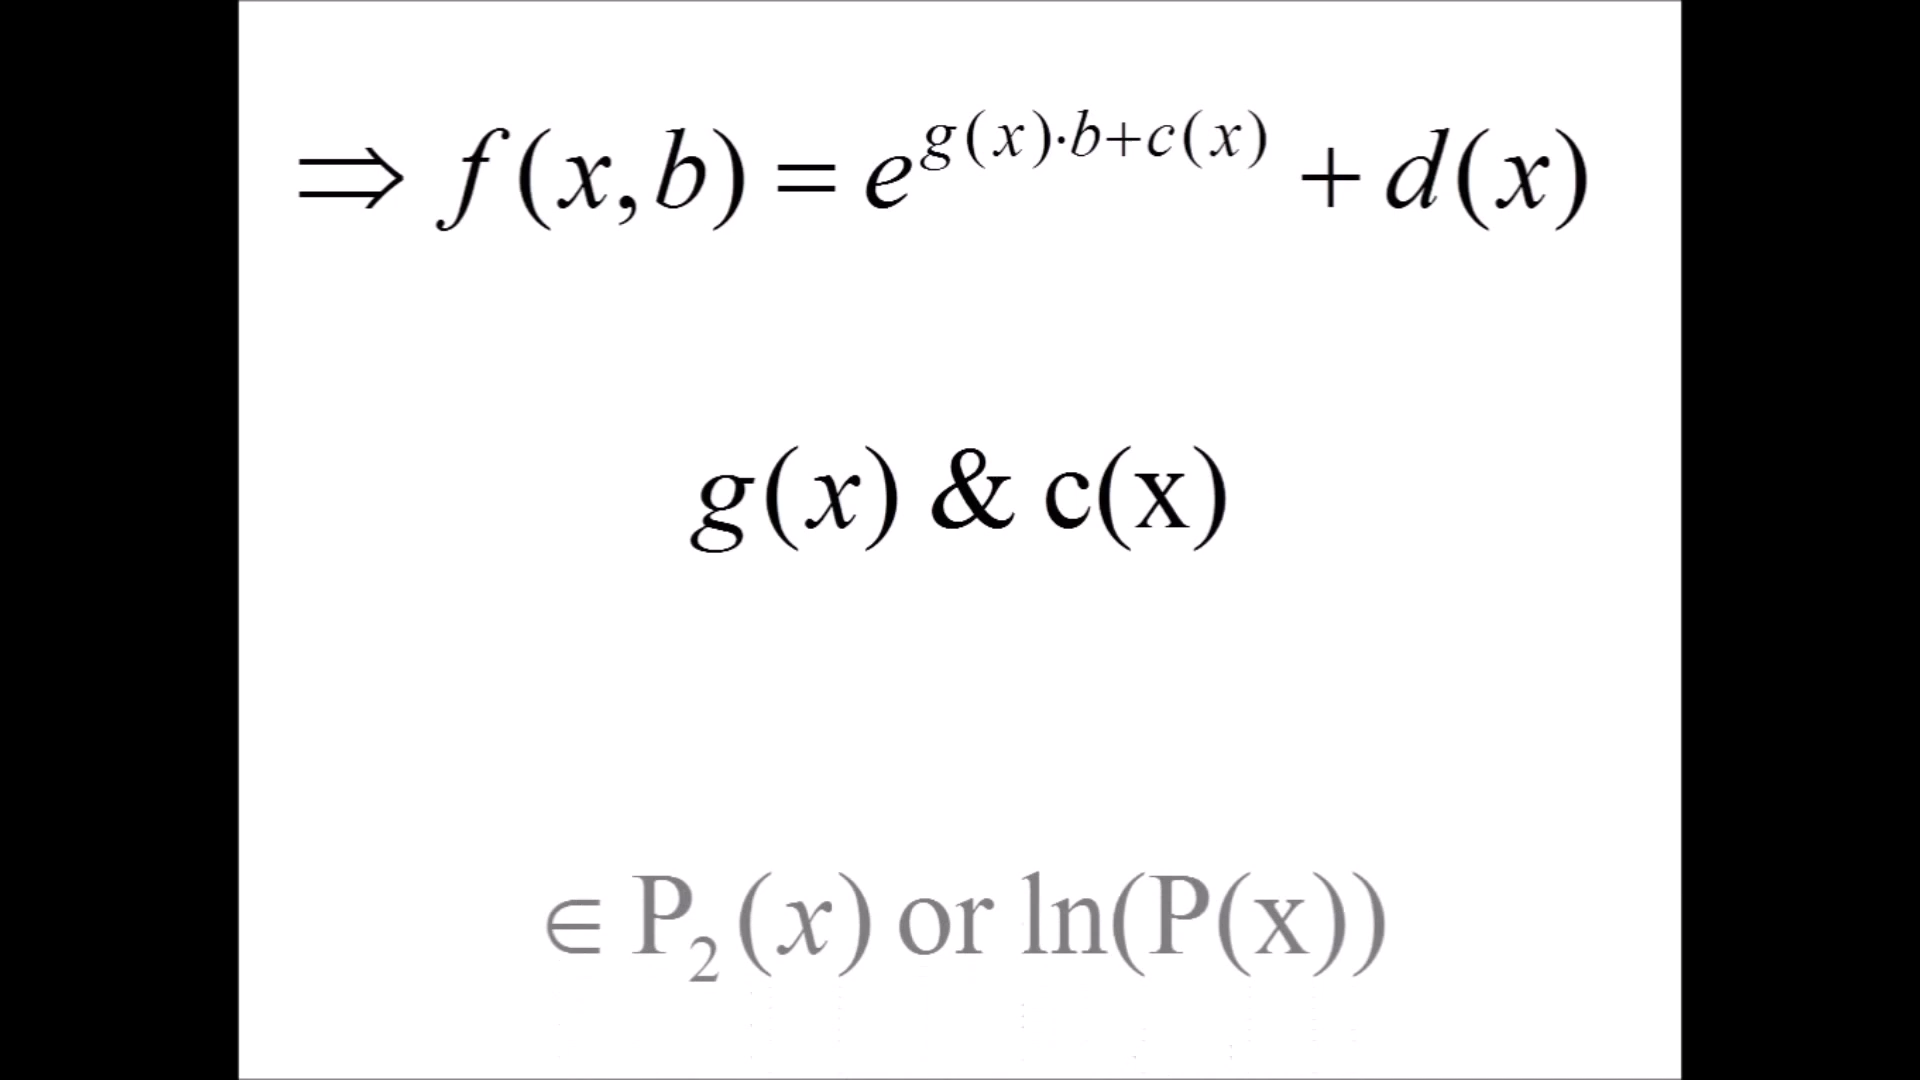 ⇒ f(x,b) = e^{g(x)·b+c(x)} + d(x)
g(x) & c(x)
∈ P₂(x) or ln(P(x))